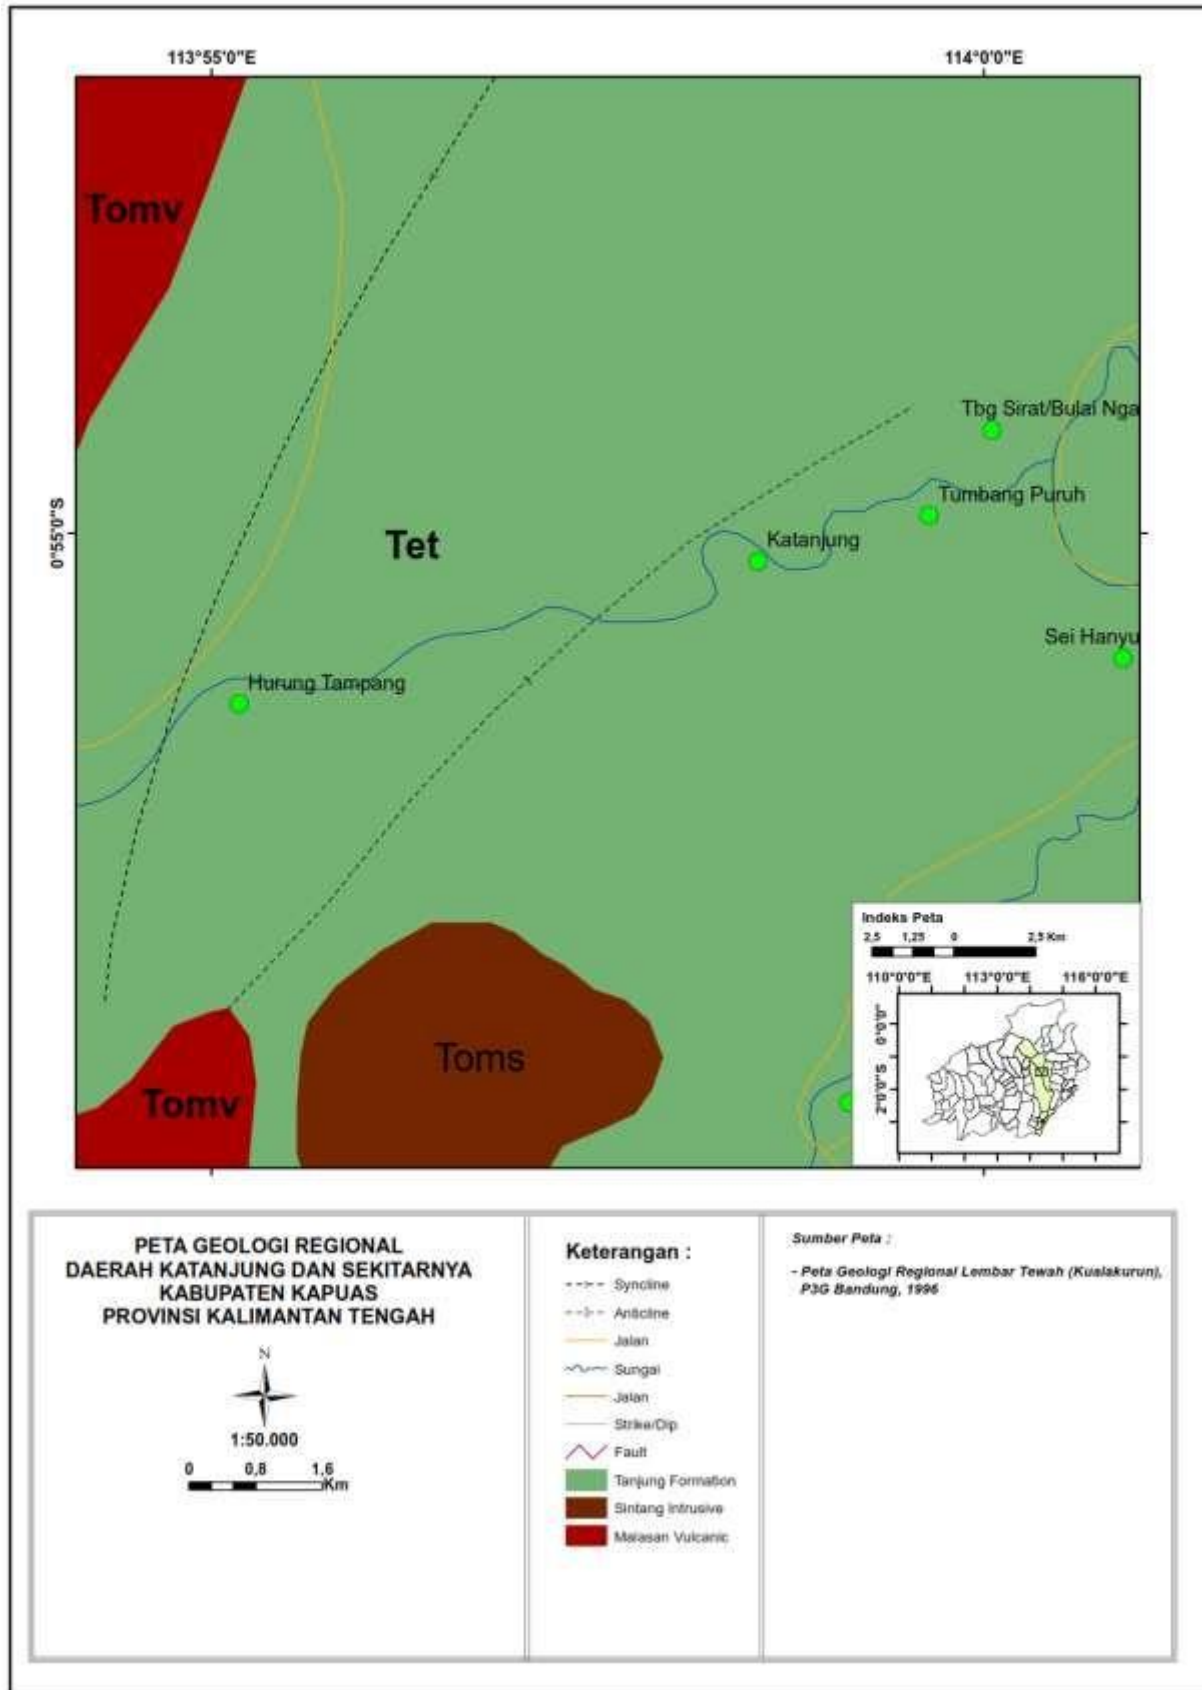 113°55'0"E
114°0'0"E
Tomv
Tbg Sirat/Bulai Nga
Tumbang Puruh
0°55'0"S
Tet
Katanjung
Sei Hanyu
Hurung Tampang
Toms
Tomv
Indeks Peta
2,5 1,25 0 2,5 Km
110°0'0"E 113°0'0"E 116°0'0"E
0°0'0"
2°0'0"S
PETA GEOLOGI REGIONAL
DAERAH KATANJUNG DAN SEKITARNYA
KABUPATEN KAPUAS
PROVINSI KALIMANTAN TENGAH
N
1:50.000
0 0,8 1,6
Km
Keterangan :
Syncline
Anticline
Jalan
Sungai
Jalan
Strike/Dip
Fault
Tanjung Formation
Sintang Intrusive
Malasan Vulcanic
Sumber Peta :
- Peta Geologi Regional Lembar Tewah (Kualakurun),
P3G Bandung, 1996